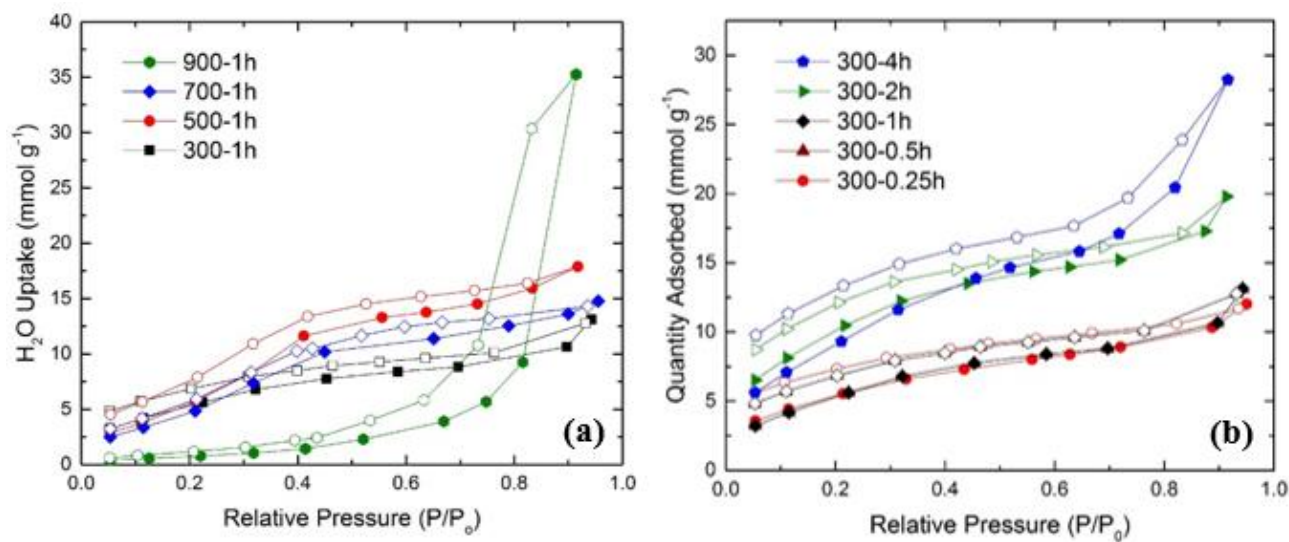 40
35
30
25
20
15
10
5
0
H₂O Uptake (mmol g⁻¹)
900-1h
700-1h
500-1h
300-1h
(a)
0.0 0.2 0.4 0.6 0.8 1.0
Relative Pressure (P/Pₒ)
30
25
20
15
10
5
0
Quantity Adsorbed (mmol g⁻¹)
300-4h
300-2h
300-1h
300-0.5h
300-0.25h
(b)
0.0 0.2 0.4 0.6 0.8 1.0
Relative Pressure (P/P₀)